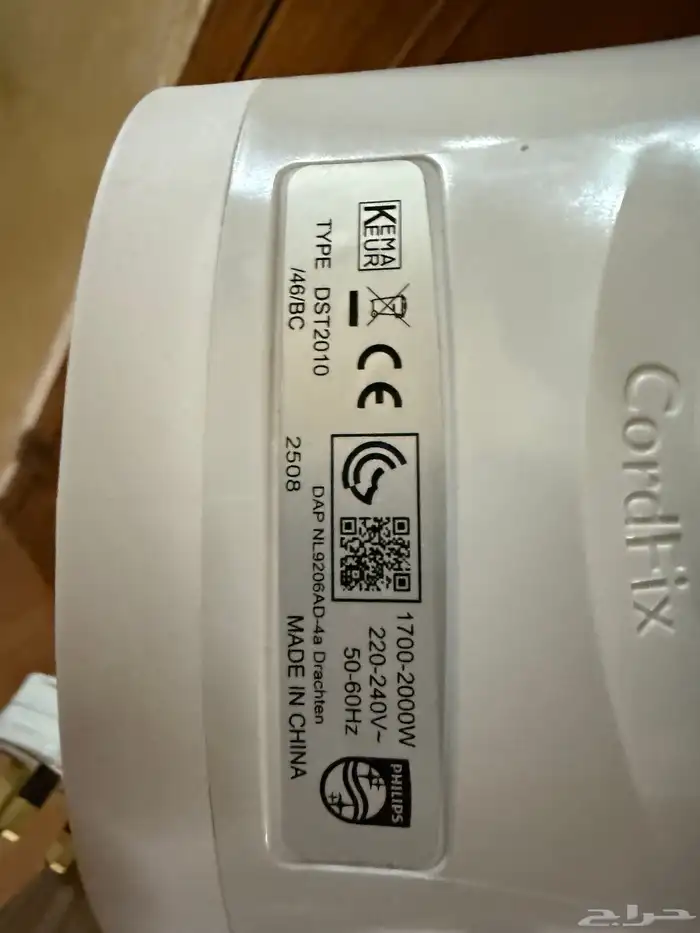 KEMA
KEUR
TYPE DST2010
/46/BC
CE
2508
DAP NL9206AD-4a Drachten
MADE IN CHINA
1700-2000W
220-240V~
50-60Hz
PHILIPS
CordFix
حراج